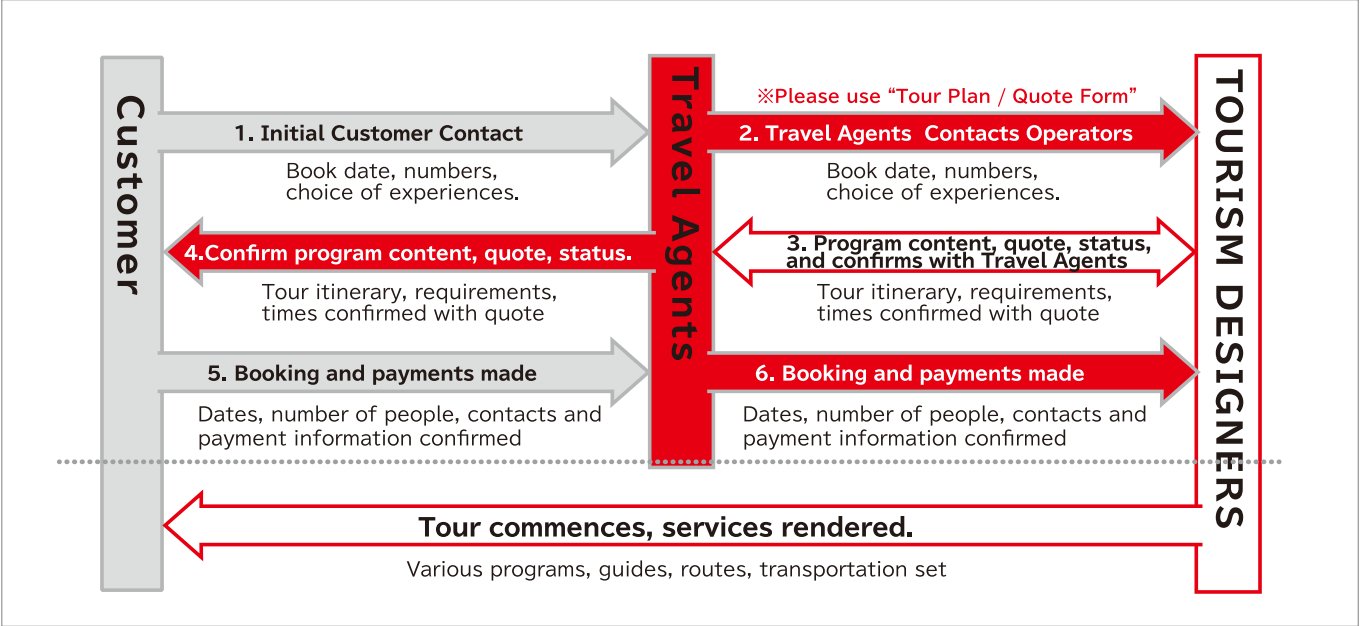 Customer
Travel Agents
TOURISM DESIGNERS
1. Initial Customer Contact
Book date, numbers,
choice of experiences.
※Please use “Tour Plan / Quote Form”
2. Travel Agents  Contacts Operators
Book date, numbers,
choice of experiences.
3. Program content, quote, status,
and confirms with Travel Agents
Tour itinerary, requirements,
times confirmed with quote
4.Confirm program content, quote, status.
Tour itinerary, requirements,
times confirmed with quote
5. Booking and payments made
Dates, number of people, contacts and
payment information confirmed
6. Booking and payments made
Dates, number of people, contacts and
payment information confirmed
Tour commences, services rendered.
Various programs, guides, routes, transportation set